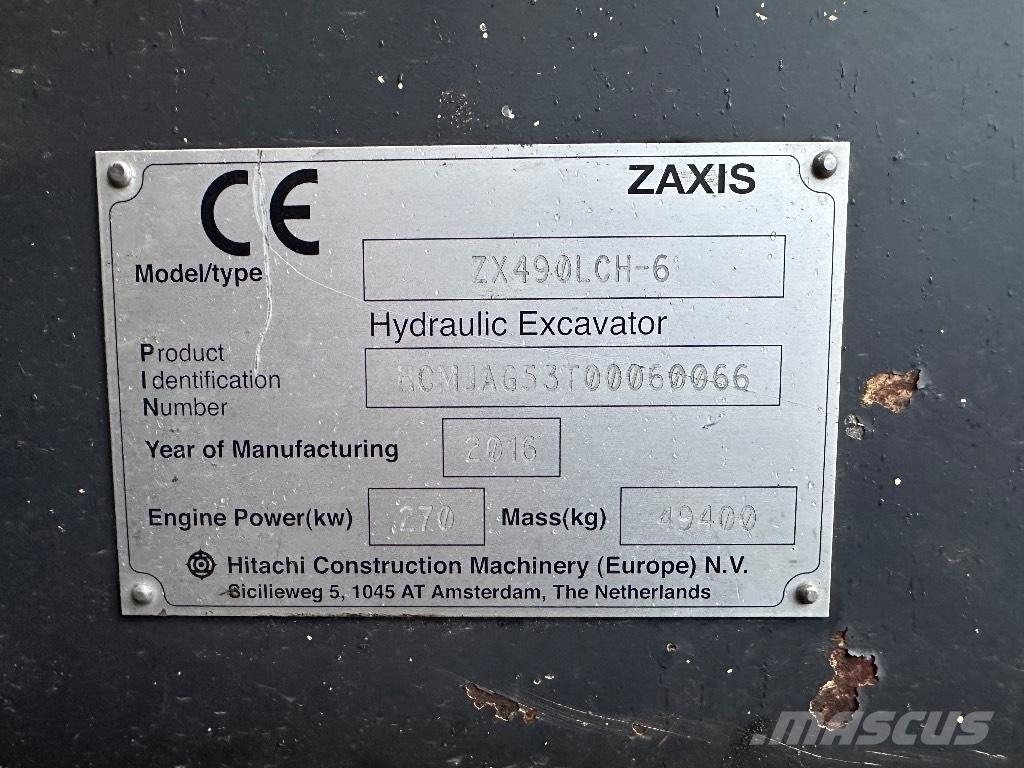 CE
ZAXIS
Model/type ZX490LCH-6
Hydraulic Excavator
Product
Identification HCMJAG53T00060066
Number
Year of Manufacturing 2016
Engine Power(kw) 270 Mass(kg) 49400
Hitachi Construction Machinery (Europe) N.V.
Sicilieweg 5, 1045 AT Amsterdam, The Netherlands
MASCUS